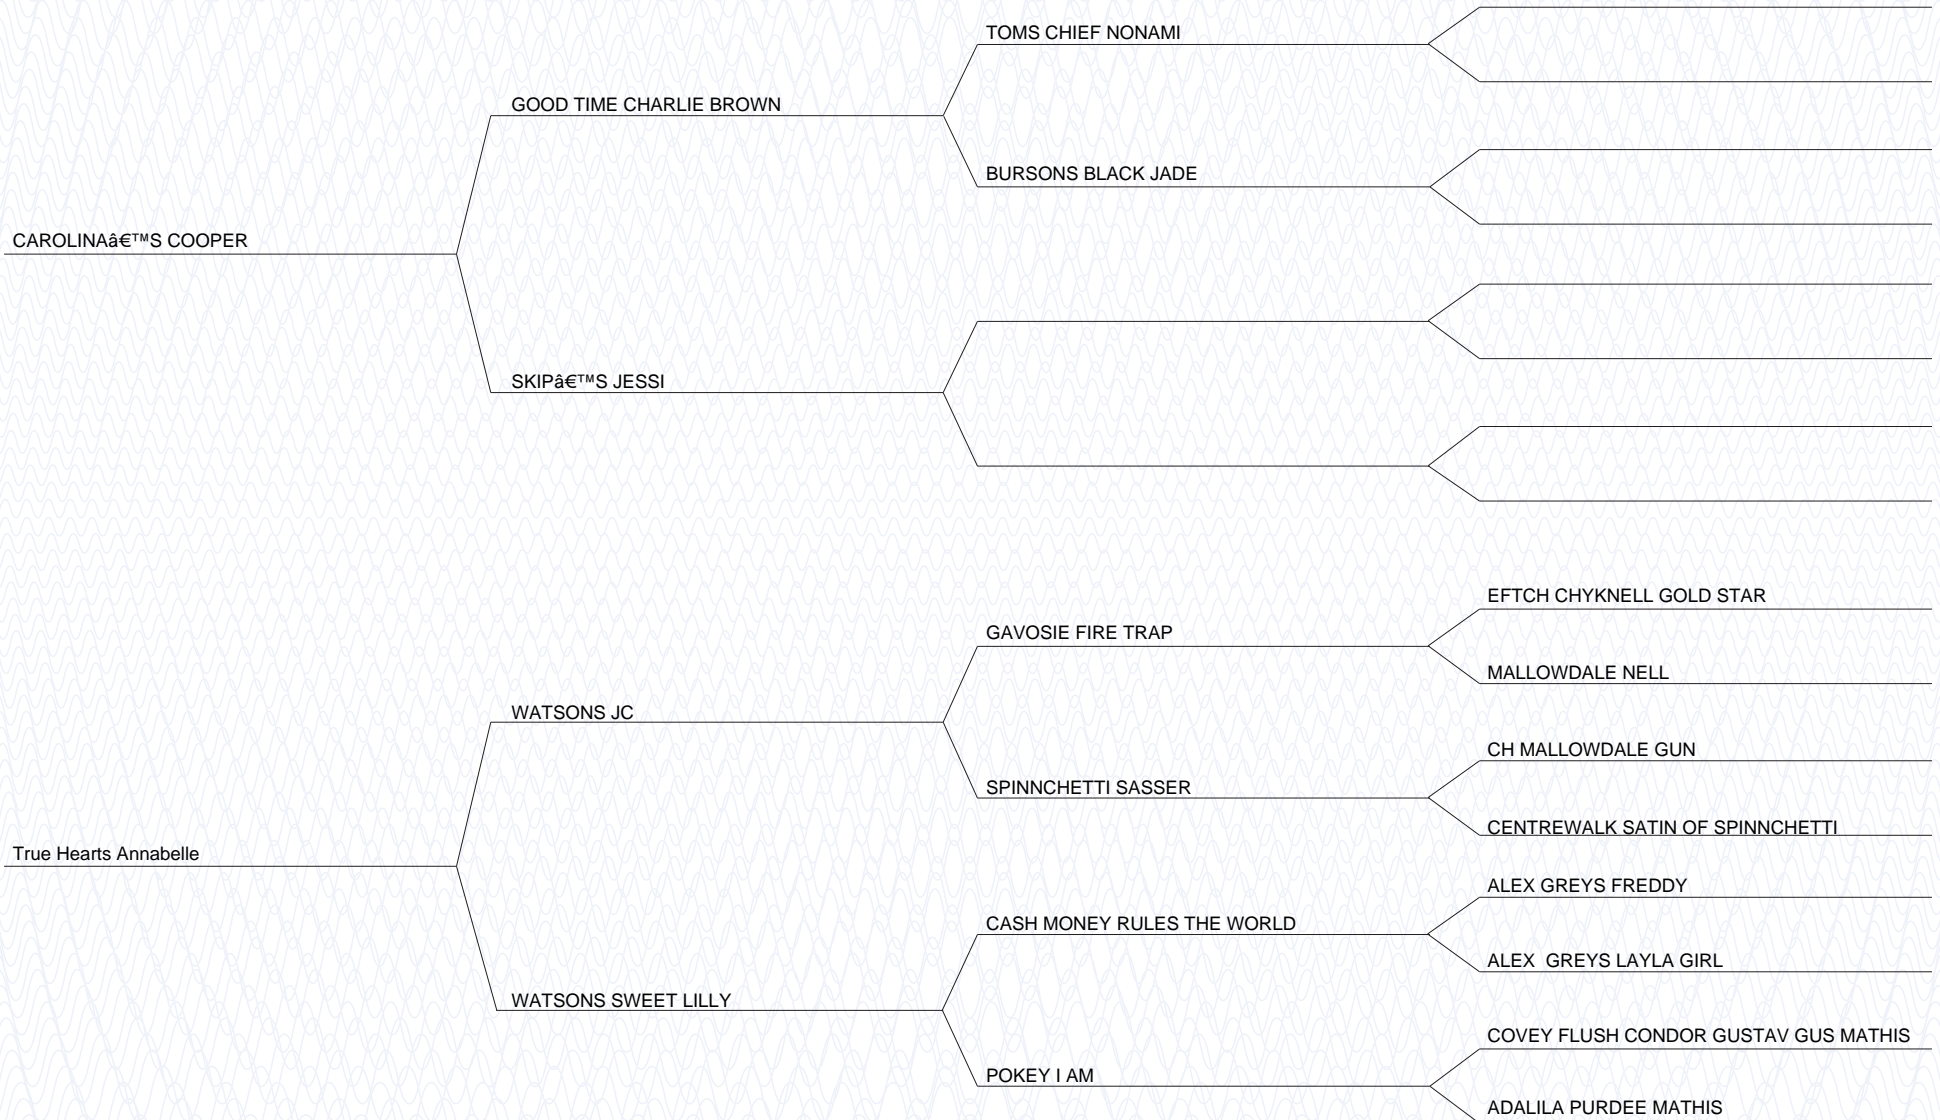 TOMS CHIEF NONAMI
GOOD TIME CHARLIE BROWN
BURSONS BLACK JADE
CAROLINAâ€™S COOPER
SKIPâ€™S JESSI
EFTCH CHYKNELL GOLD STAR
GAVOSIE FIRE TRAP
MALLOWDALE NELL
WATSONS JC
CH MALLOWDALE GUN
SPINNCHETTI SASSER
CENTREWALK SATIN OF SPINNCHETTI
True Hearts Annabelle
ALEX GREYS FREDDY
CASH MONEY RULES THE WORLD
ALEX  GREYS LAYLA GIRL
WATSONS SWEET LILLY
COVEY FLUSH CONDOR GUSTAV GUS MATHIS
POKEY I AM
ADALILA PURDEE MATHIS